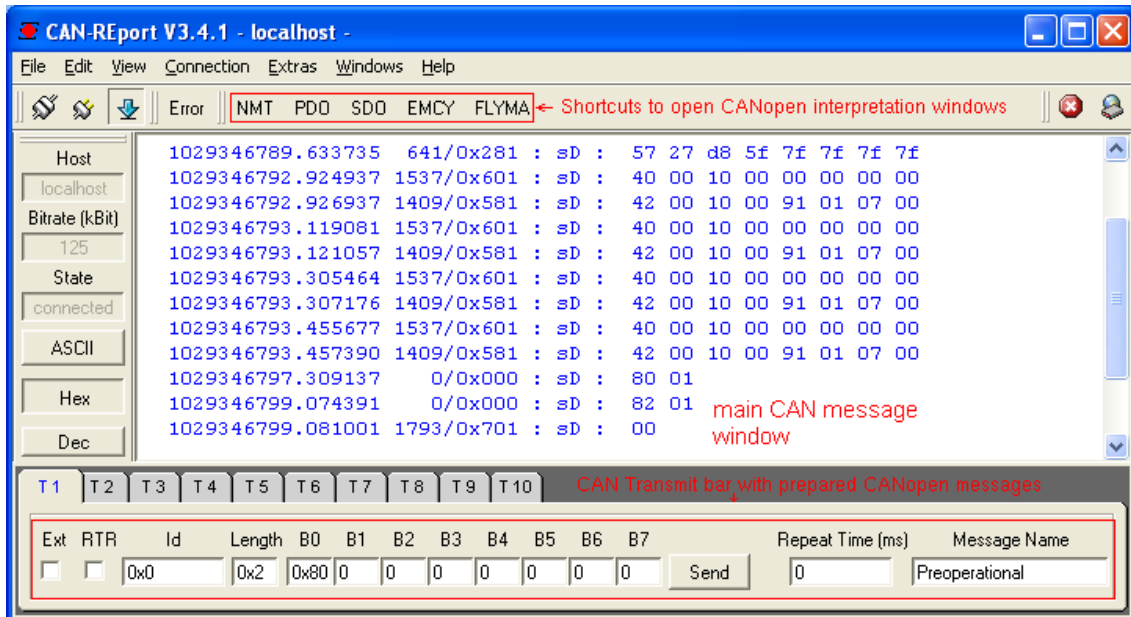 CAN-REport V3.4.1 - localhost -
File Edit View Connection Extras Windows Help
Error NMT PDO SDO EMCY FLYMA Shortcuts to open CANopen interpretation windows
Host
localhost
Bitrate (kBit)
125
State
connected
ASCII
Hex
Dec
1029346789.633735 641/0x281 : sD : 57 27 d8 5f 7f 7f 7f 7f
1029346792.924937 1537/0x601 : sD : 40 00 10 00 00 00 00 00
1029346792.926937 1409/0x581 : sD : 42 00 10 00 91 01 07 00
1029346793.119081 1537/0x601 : sD : 40 00 10 00 00 00 00 00
1029346793.121057 1409/0x581 : sD : 42 00 10 00 91 01 07 00
1029346793.305464 1537/0x601 : sD : 40 00 10 00 00 00 00 00
1029346793.307176 1409/0x581 : sD : 42 00 10 00 91 01 07 00
1029346793.455677 1537/0x601 : sD : 40 00 10 00 00 00 00 00
1029346793.457390 1409/0x581 : sD : 42 00 10 00 91 01 07 00
1029346797.309137 0/0x000 : sD : 80 01
1029346799.074391 0/0x000 : sD : 82 01
1029346799.081001 1793/0x701 : sD : 00
main CAN message
window
T 1 T 2 T 3 T 4 T 5 T 6 T 7 T 8 T 9 T 10 CAN Transmit bar with prepared CANopen messages
Ext RTR Id Length B0 B1 B2 B3 B4 B5 B6 B7 Repeat Time (ms) Message Name
0x0 0x2 0x80 0 0 0 0 0 0 0 Send 0 Preoperational